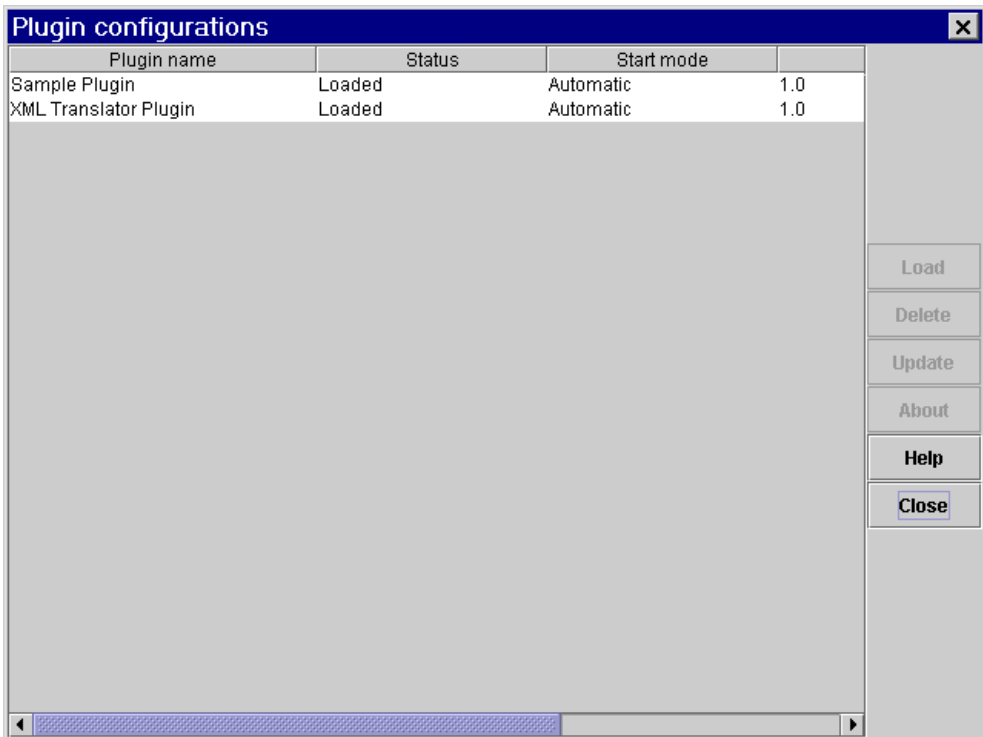 Plugin configurations
Plugin name Status Start mode
Sample Plugin Loaded Automatic 1.0
XML Translator Plugin Loaded Automatic 1.0
Load
Delete
Update
About
Help
Close